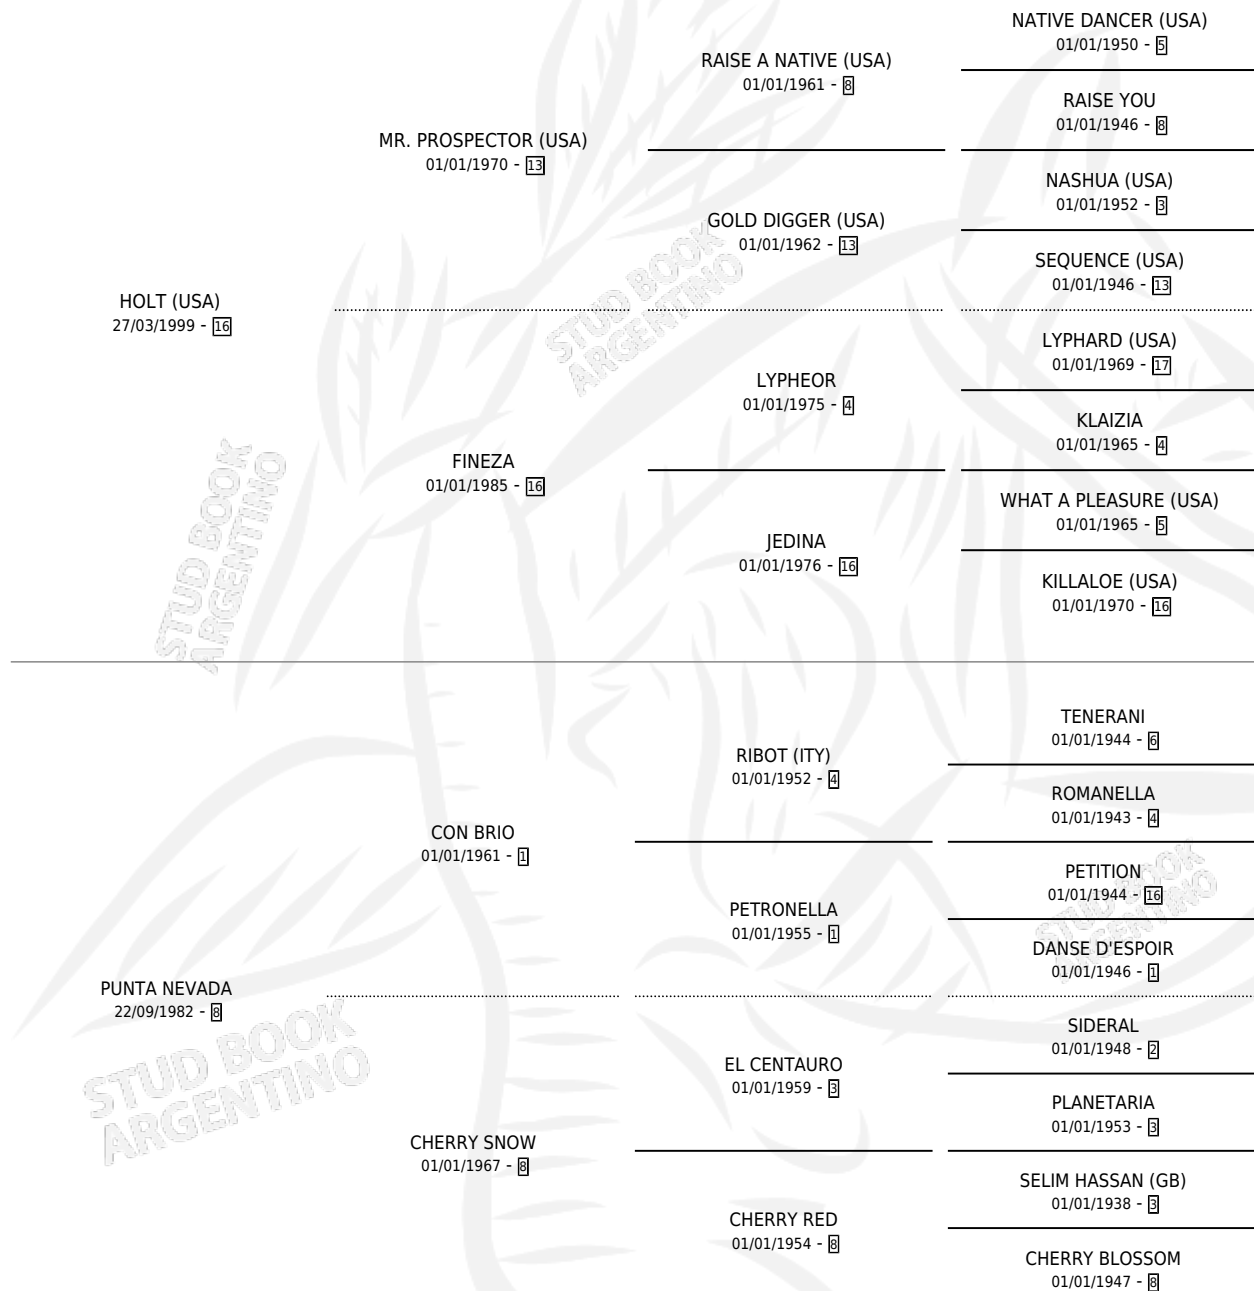 NATIVE DANCER (USA)
01/01/1950 - 5
RAISE A NATIVE (USA)
01/01/1961 - 8
RAISE YOU
01/01/1946 - 8
MR. PROSPECTOR (USA)
01/01/1970 - 13
NASHUA (USA)
01/01/1952 - 3
GOLD DIGGER (USA)
01/01/1962 - 13
SEQUENCE (USA)
01/01/1946 - 13
HOLT (USA)
27/03/1999 - 16
LYPHARD (USA)
01/01/1969 - 17
LYPHEOR
01/01/1975 - 4
KLAIZIA
01/01/1965 - 4
FINEZA
01/01/1985 - 16
WHAT A PLEASURE (USA)
01/01/1965 - 5
JEDINA
01/01/1976 - 16
KILLALOE (USA)
01/01/1970 - 16
TENERANI
01/01/1944 - 6
RIBOT (ITY)
01/01/1952 - 4
ROMANELLA
01/01/1943 - 4
CON BRIO
01/01/1961 - 1
PETITION
01/01/1944 - 16
PETRONELLA
01/01/1955 - 1
DANSE D'ESPOIR
01/01/1946 - 1
PUNTA NEVADA
22/09/1982 - 8
SIDERAL
01/01/1948 - 2
EL CENTAURO
01/01/1959 - 3
PLANETARIA
01/01/1953 - 3
CHERRY SNOW
01/01/1967 - 8
SELIM HASSAN (GB)
01/01/1938 - 3
CHERRY RED
01/01/1954 - 8
CHERRY BLOSSOM
01/01/1947 - 8
STUD BOOK
ARGENTINO
STUD BOOK
ARGENTINO
STUD BOOK
ARGENTINO
STUD BOOK
ARGENTINO